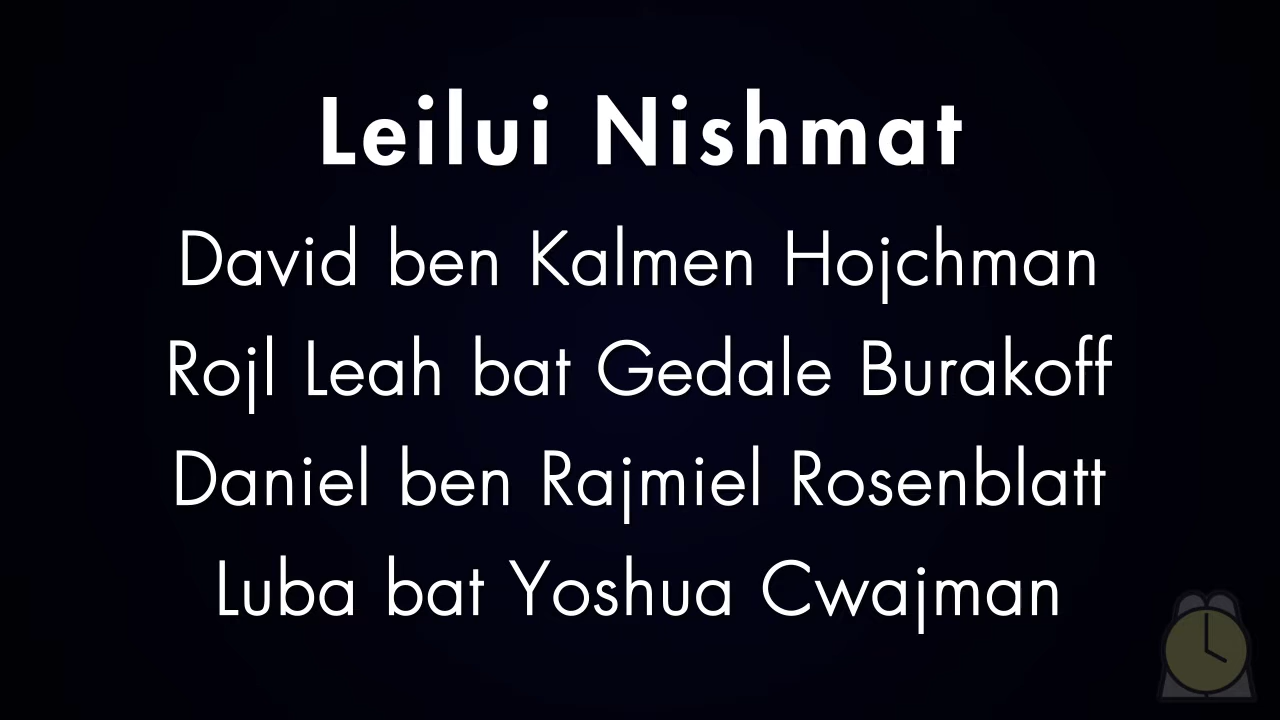 Leilui Nishmat
David ben Kalmen Hojchman
Rojl Leah bat Gedale Burakoff
Daniel ben Rajmiel Rosenblatt
Luba bat Yoshua Cwajman